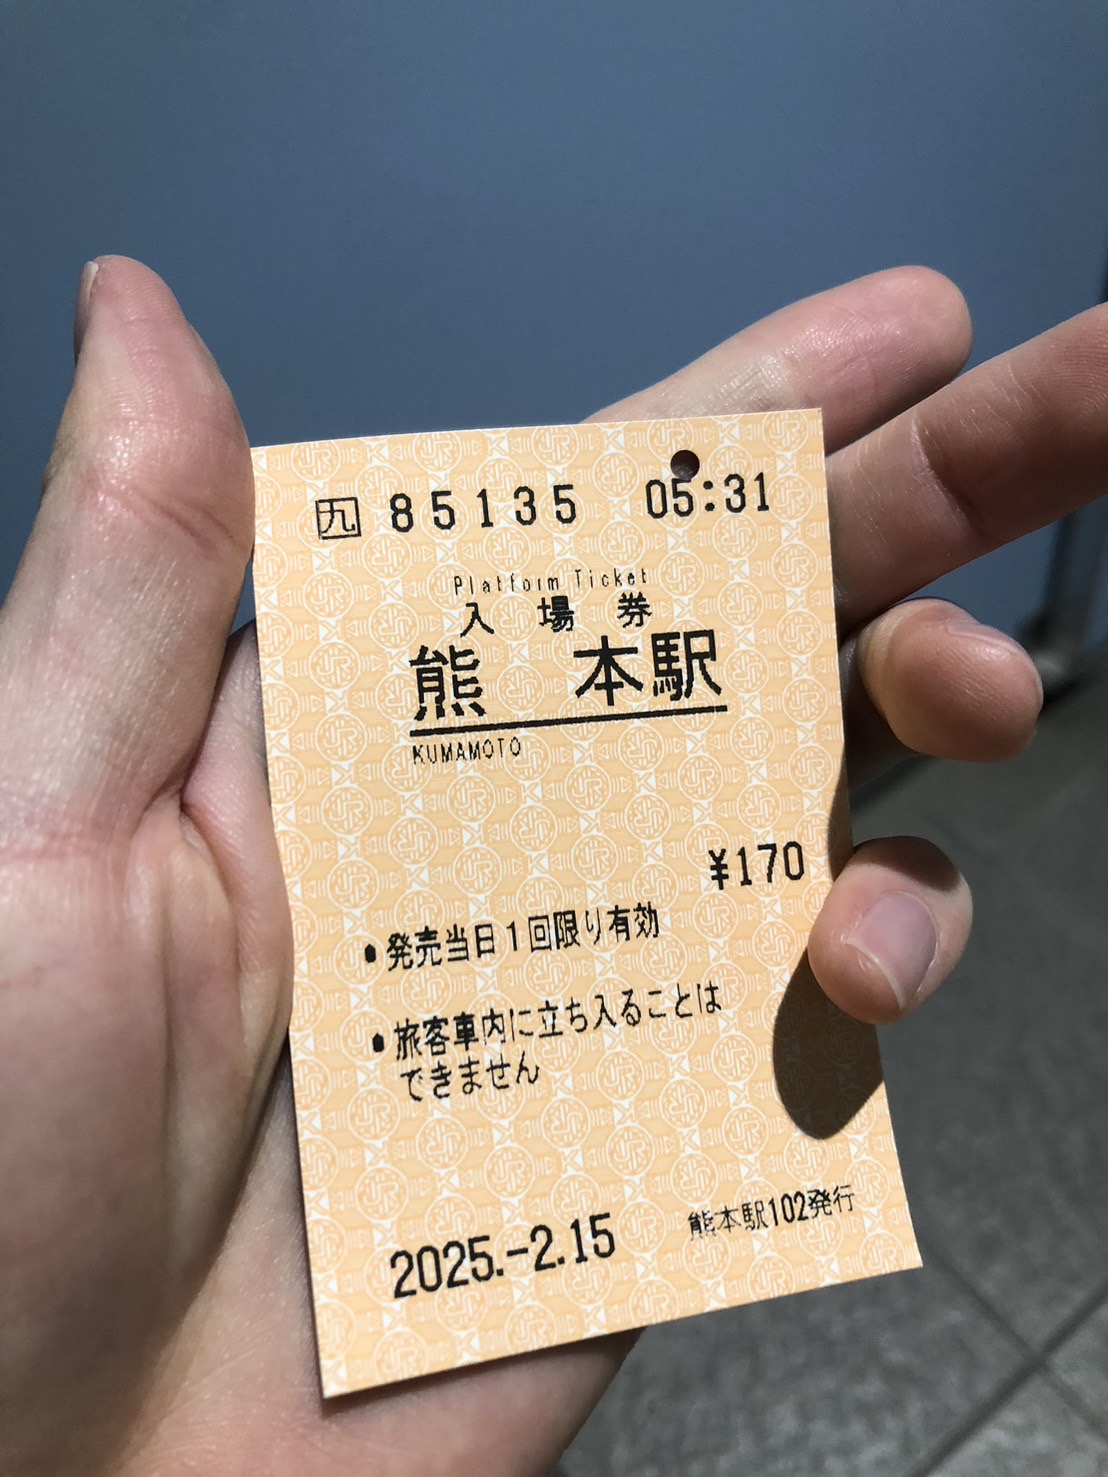 九 85135 05:31
Platform Ticket
入場券
熊本駅
KUMAMOTO
¥170
●発売当日1回限り有効
●旅客車内に立ち入ることは
できません
2025.-2.15 熊本駅102発行